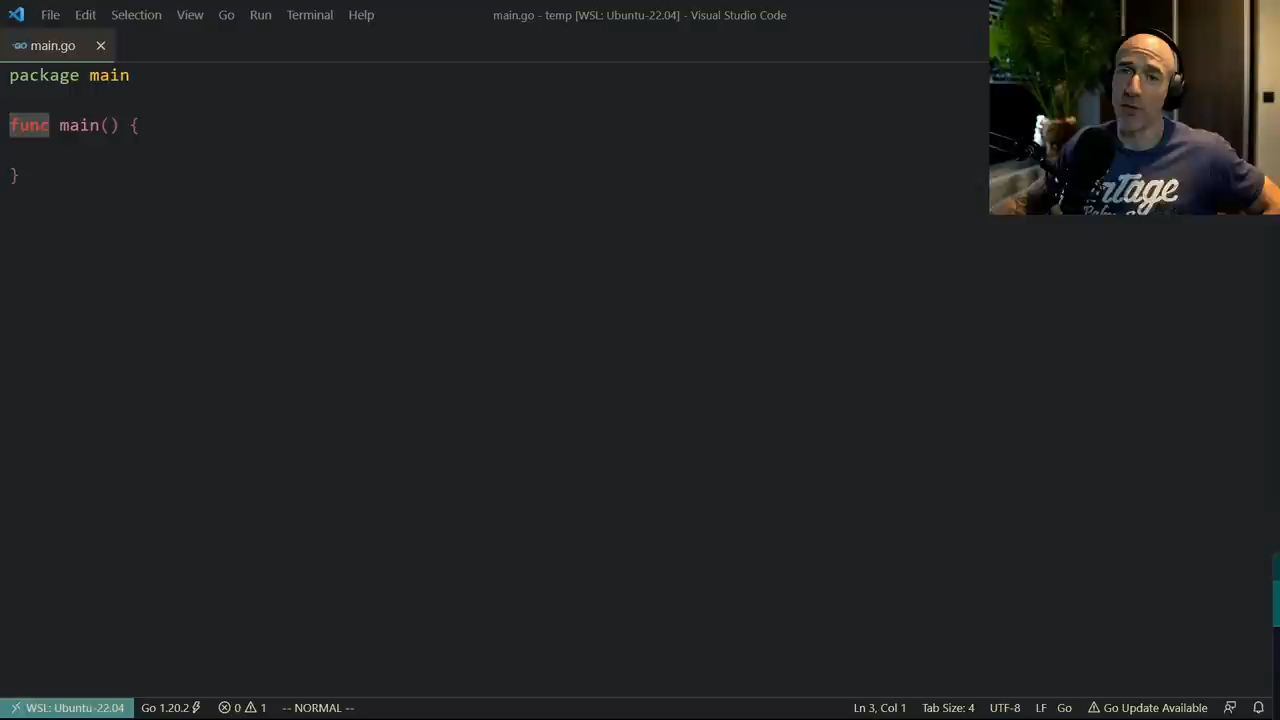 File Edit Selection View Go Run Terminal Help
main.go - temp [WSL: Ubuntu-22.04] - Visual Studio Code
main.go
package main
func main() {
}
rtage
WSL: Ubuntu-22.04 Go 1.20.2 0 1 -- NORMAL -- Ln 3, Col 1 Tab Size: 4 UTF-8 LF Go Go Update Available